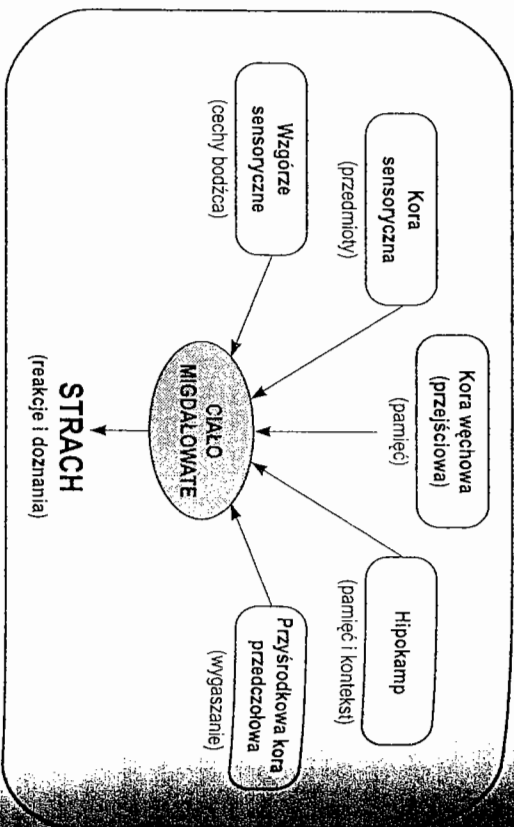 Wzgórze
sensoryczne
(cechy bodźca)
Kora
sensoryczna
(przedmioty)
Kora węchowa
(przejściowa)
(pamięć)
Hipokamp
(pamięć i kontekst)
Przyśrodkowa kora
przedczołowa
(wygaszanie)
CIAŁO
MIGDAŁOWATE
STRACH
(reakcje i doznania)